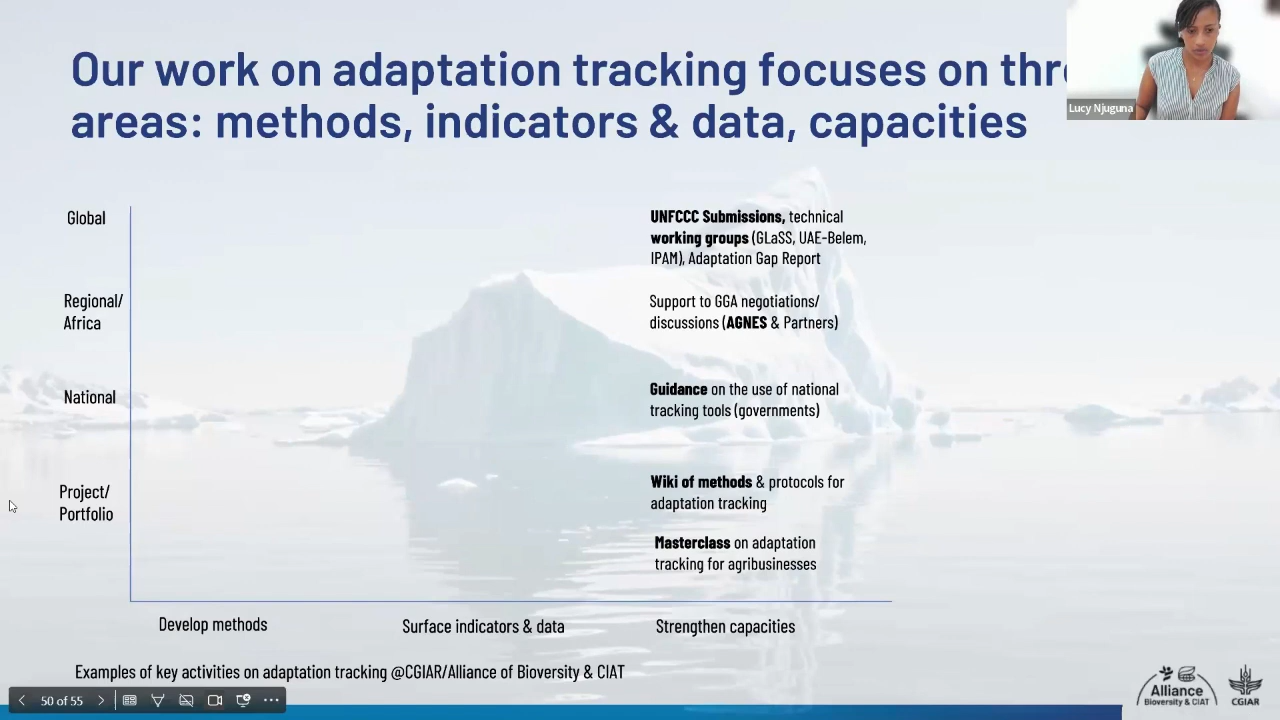 Our work on adaptation tracking focuses on thre
areas: methods, indicators & data, capacities
Lucy Njuguna
Global
UNFCCC Submissions, technical
working groups (GLaSS, UAE-Belem,
IPAM), Adaptation Gap Report
Regional/
Africa
Support to GGA negotiations/
discussions (AGNES & Partners)
National
Guidance on the use of national
tracking tools (governments)
Project/
Portfolio
Wiki of methods & protocols for
adaptation tracking
Masterclass on adaptation
tracking for agribusinesses
Develop methods
Surface indicators & data
Strengthen capacities
Examples of key activities on adaptation tracking @CGIAR/Alliance of Bioversity & CIAT
50 of 55
Alliance
Bioversity & CIAT
CGIAR